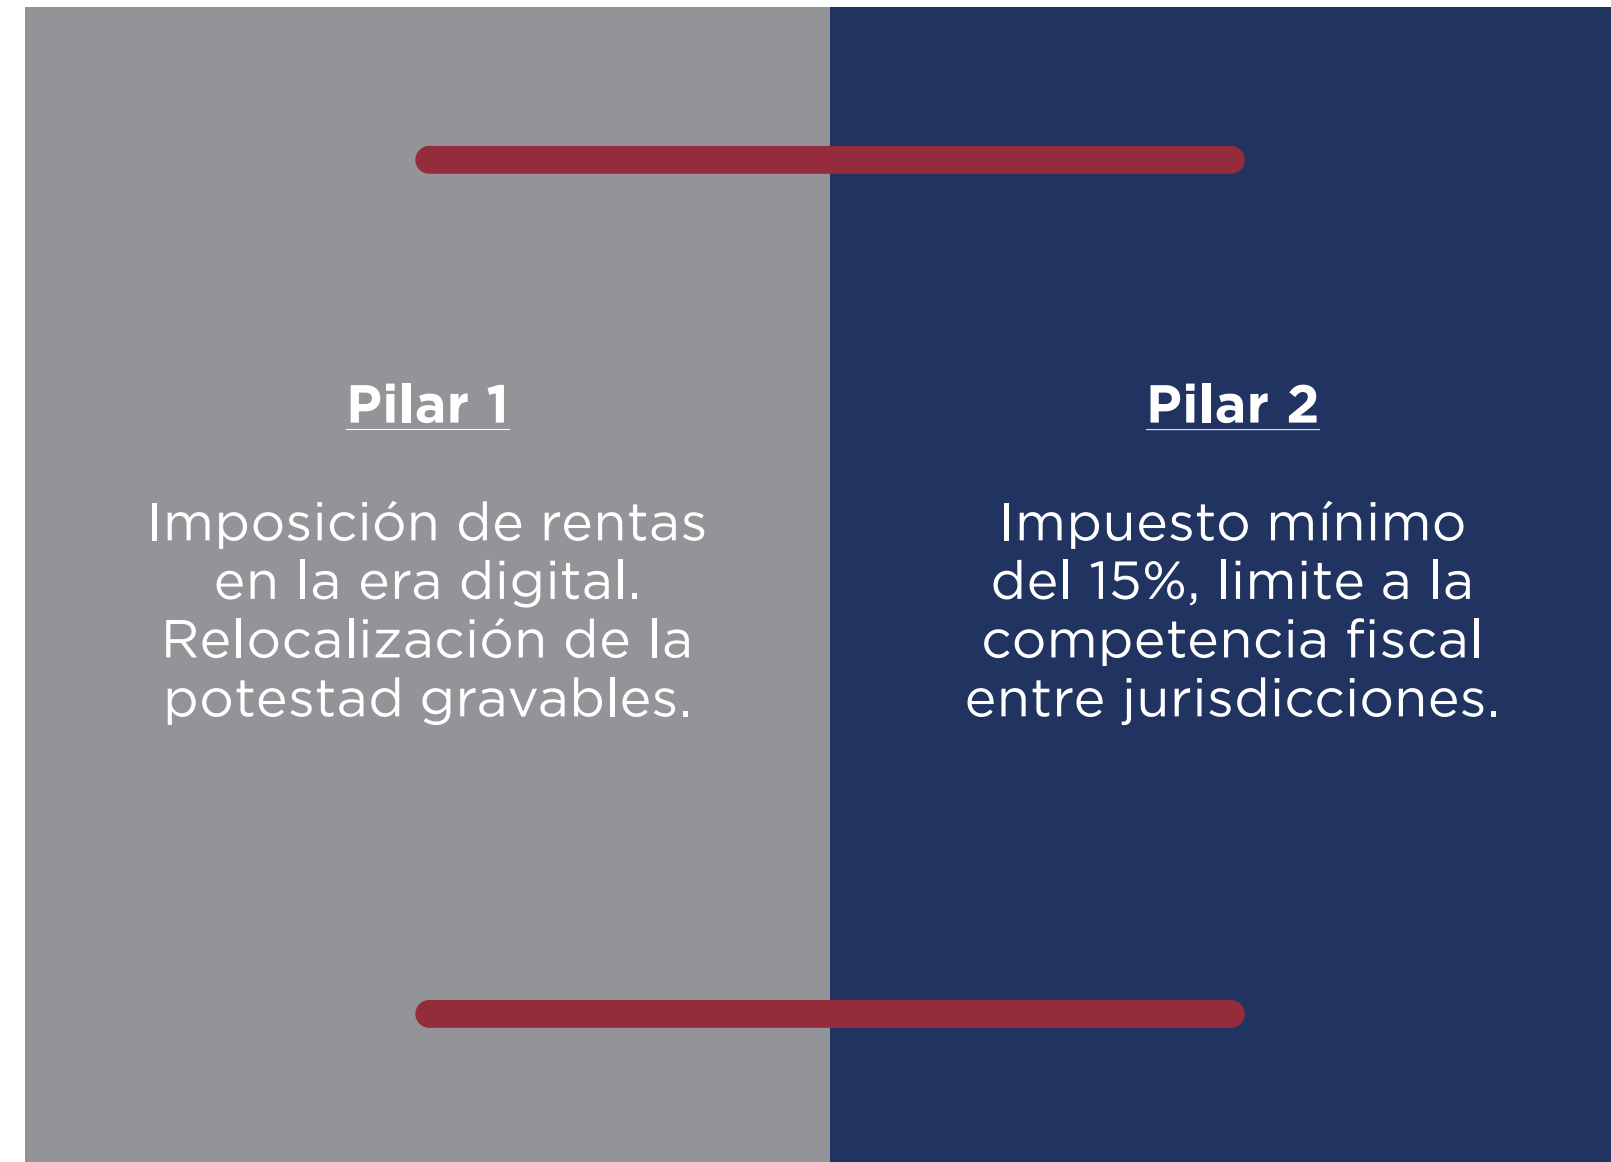 Pilar 1
Imposición de rentas
en la era digital.
Relocalización de la
potestad gravables.
Pilar 2
Impuesto mínimo
del 15%, limite a la
competencia fiscal
entre jurisdicciones.